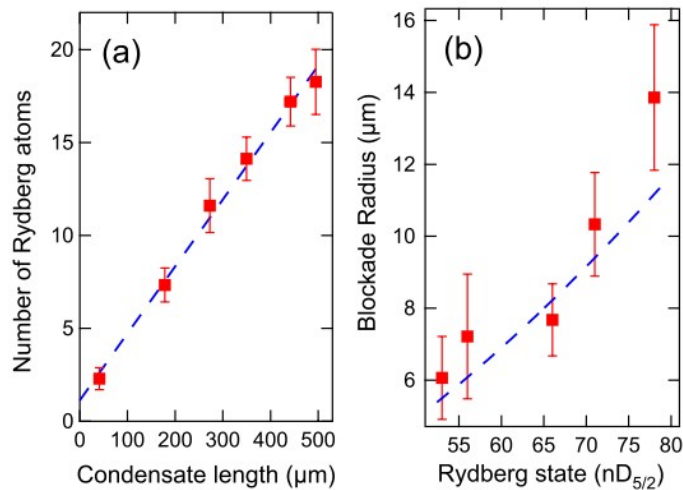 (a)
Number of Rydberg atoms
20
15
10
5
0
0 100 200 300 400 500
Condensate length (μm)
(b)
Blockade Radius (μm)
16
14
12
10
8
6
55 60 65 70 75 80
Rydberg state (nD5/2)